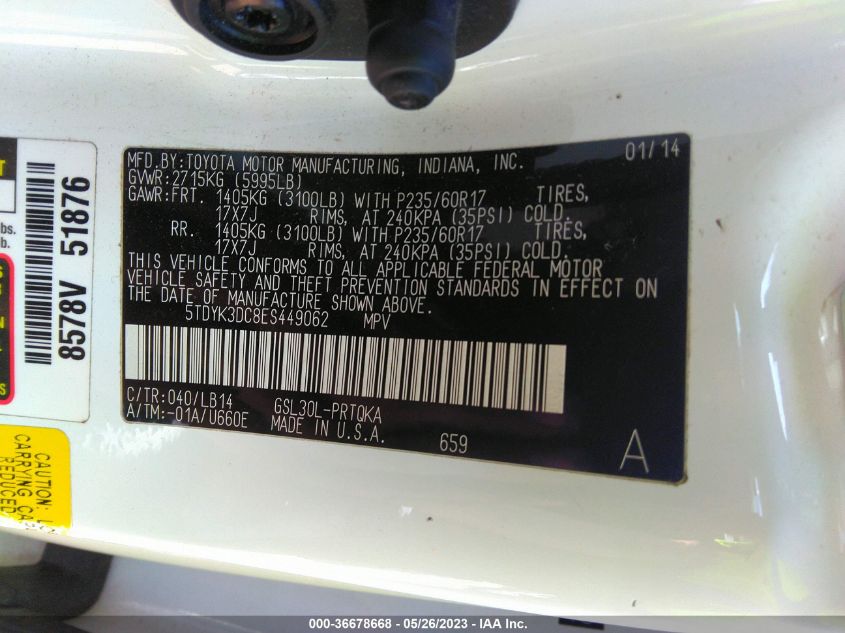 MFD.BY:TOYOTA MOTOR MANUFACTURING, INDIANA, INC. 01/14
GVWR:2715KG (5995LB)
GAWR:FRT. 1405KG (3100LB) WITH P235/60R17 TIRES,
17X7J RIMS, AT 240KPA (35PSI) COLD.
RR. 1405KG (3100LB) WITH P235/60R17 TIRES,
17X7J RIMS, AT 240KPA (35PSI) COLD.
THIS VEHICLE CONFORMS TO ALL APPLICABLE FEDERAL MOTOR
VEHICLE SAFETY AND THEFT PREVENTION STANDARDS IN EFFECT ON
THE DATE OF MANUFACTURE SHOWN ABOVE.
5TDYK3DC8ES449062 MPV
C/TR:040/LB14 GSL30L-PRTQKA
A/TM:-01A/U660E MADE IN U.S.A. 659 A
8578V 51876
lbs.
b.
CAUTION:
CARRYING CA
REDUCED
000-36678668 - 05/26/2023 - IAA Inc.